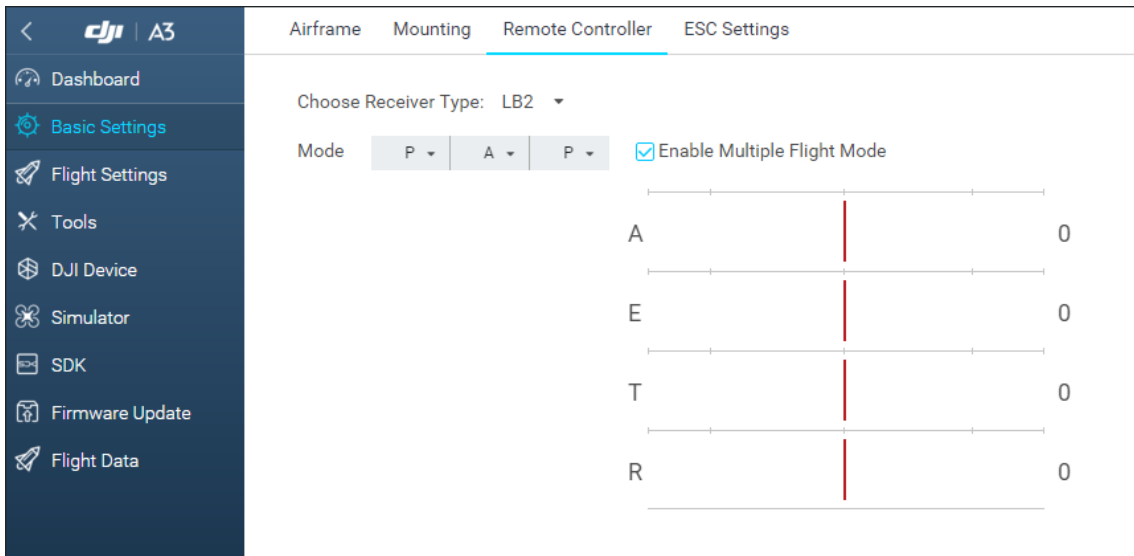 dji A3
Airframe Mounting Remote Controller ESC Settings
Dashboard
Basic Settings
Flight Settings
Tools
DJI Device
Simulator
SDK
Firmware Update
Flight Data
Choose Receiver Type: LB2
Mode P A P Enable Multiple Flight Mode
A 0
E 0
T 0
R 0